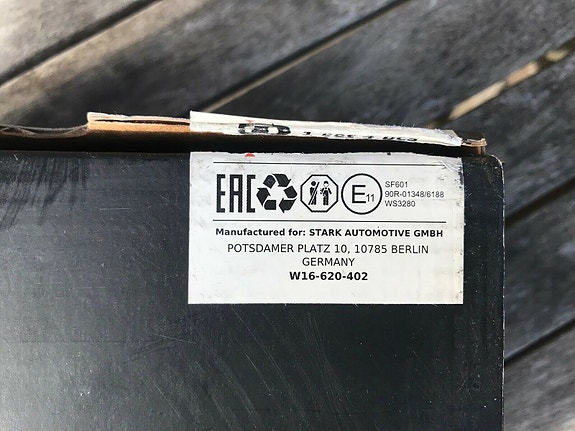 EAC
E11
SF601
90R-01348/6188
WS3280
Manufactured for: STARK AUTOMOTIVE GMBH
POTSDAMER PLATZ 10, 10785 BERLIN
GERMANY
W16-620-402